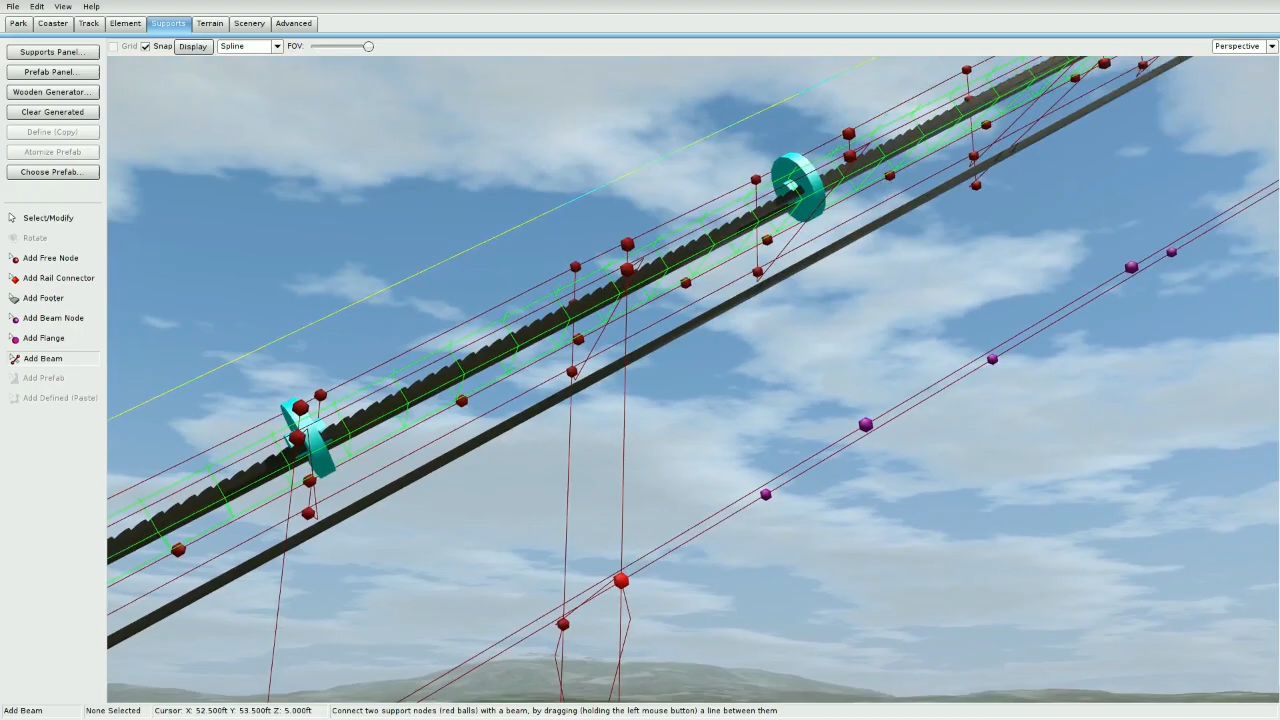 File Edit View Help
Park Coaster Track Element Supports Terrain Scenery Advanced
Grid Snap Display Spline FOV: Perspective
Supports Panel...
Prefab Panel...
Wooden Generator...
Clear Generated
Define (Copy)
Atomize Prefab
Choose Prefab...
Select/Modify
Rotate
Add Free Node
Add Rail Connector
Add Footer
Add Beam Node
Add Flange
Add Beam
Add Prefab
Add Defined (Paste)
Add Beam None Selected Cursor: X: 52.500ft Y: 53.500ft Z: 5.000ft Connect two support nodes (red balls) with a beam, by dragging (holding the left mouse button) a line between them